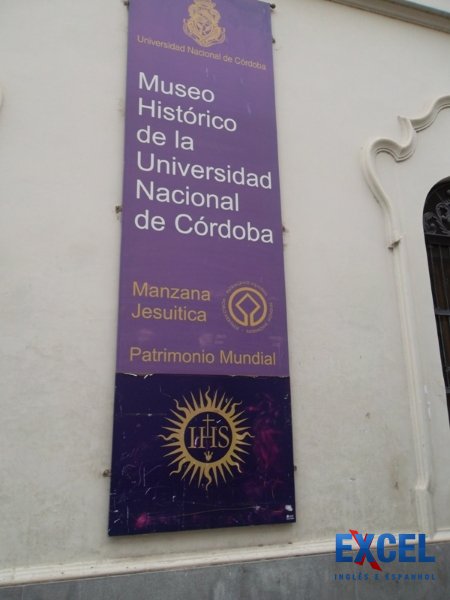 Universidad Nacional de Córdoba
Museo
Histórico
de la
Universidad
Nacional
de Córdoba
Manzana
Jesuitica
Patrimonio Mundial
IHS
EXCEL
INGLÊS E ESPANHOL